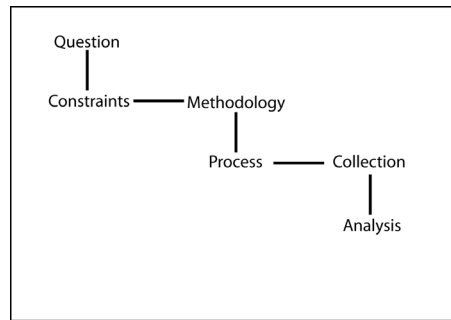 Question
Constraints
Methodology
Process
Collection
Analysis